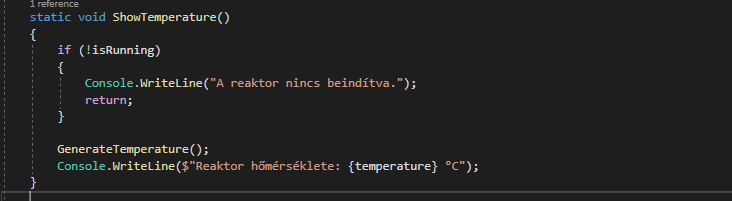 1 reference
static void ShowTemperature()
{
if (!isRunning)
{
Console.WriteLine("A reaktor nincs beindítva.");
return;
}
GenerateTemperature();
Console.WriteLine($"Reaktor hőmérséklete: {temperature} °C");
}